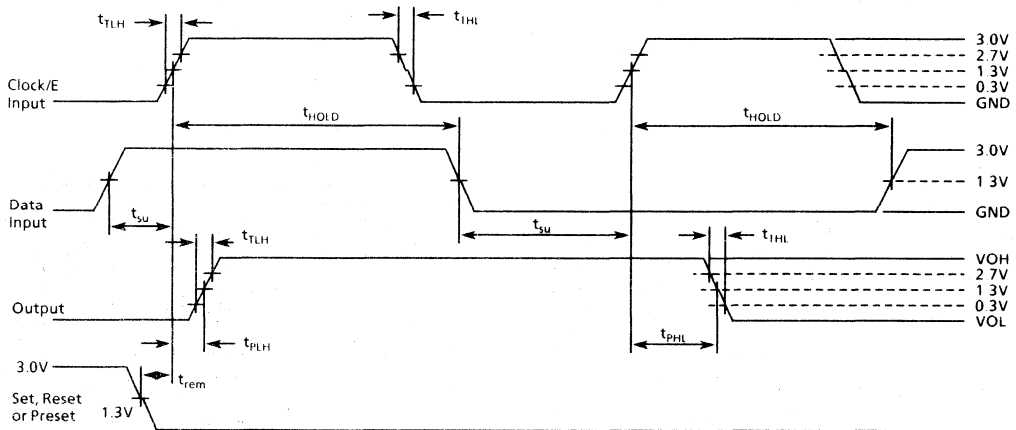 tTLH
tTHL
3.0V
2.7V
1.3V
0.3V
GND
Clock/E
Input
tHOLD
tHOLD
3.0V
1 3V
GND
Data
Input
tsu
tsu
tTLH
tTHL
VOH
2 7V
1 3V
0.3V
VOL
Output
tPLH
tPHL
3.0V
trem
Set, Reset
or Preset
1.3V